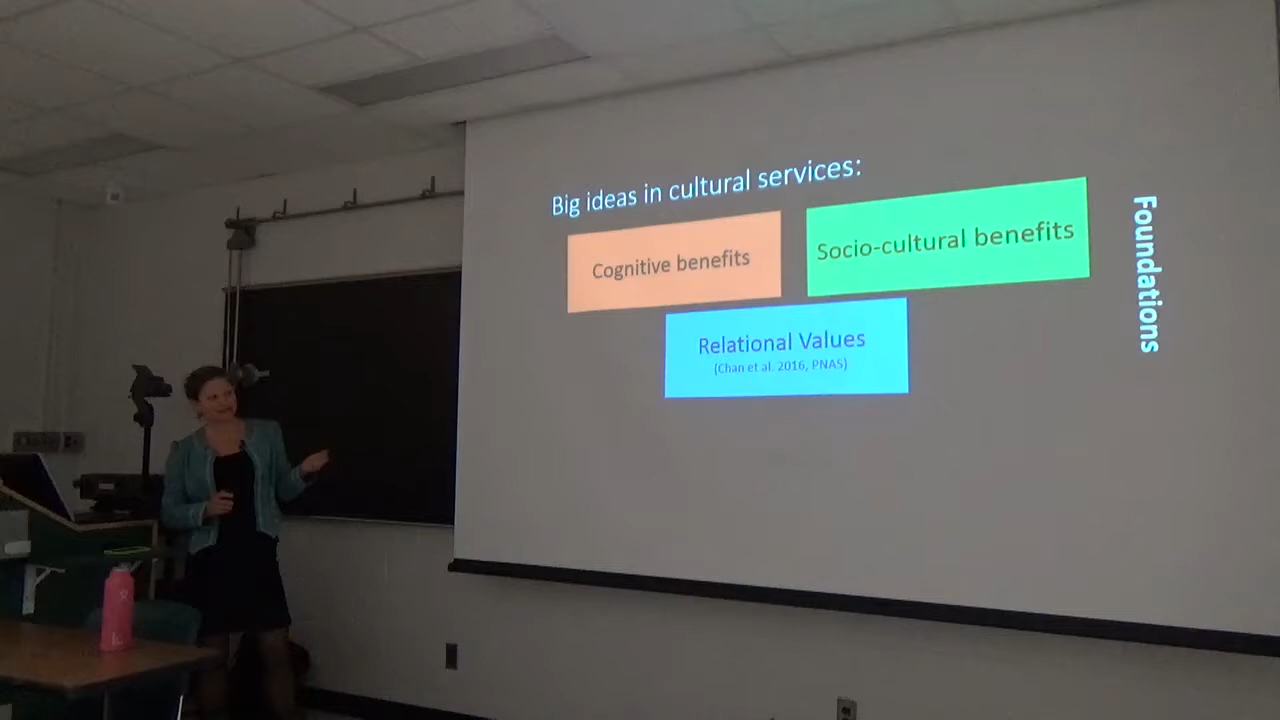 Big ideas in cultural services:
Cognitive benefits
Socio-cultural benefits
Relational Values
(Chan et al. 2016, PNAS)
Foundations